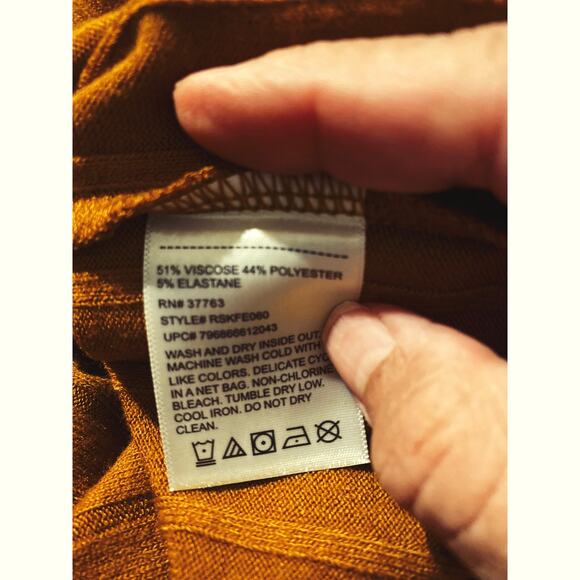 51% VISCOSE 44% POLYESTER
5% ELASTANE
RN# 37763
STYLE# RSKFE060
UPC# 796866612043
WASH AND DRY INSIDE OUT
MACHINE WASH COLD WITH
LIKE COLORS. DELICATE
IN A NET BAG. NON-CHLORINE
BLEACH. TUMBLE DRY LOW.
COOL IRON. DO NOT DRY
CLEAN.